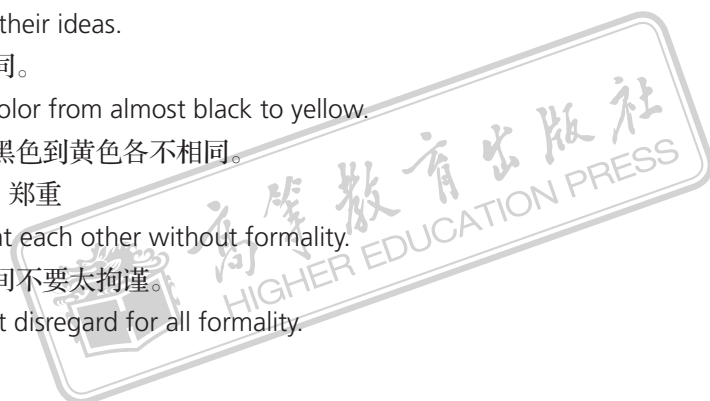 their ideas.
同。
olor from almost black to yellow.
黑色到黄色各不相同。
郑重
at each other without formality.
间不要太拘谨。
t disregard for all formality.
高等教育出版社
HIGHER EDUCATION PRESS